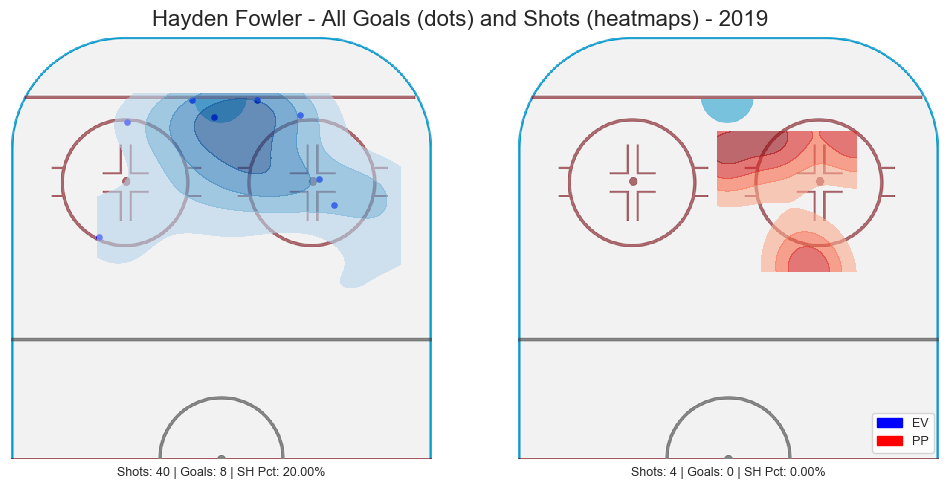 Hayden Fowler - All Goals (dots) and Shots (heatmaps) - 2019
EV
PP
Shots: 40 | Goals: 8 | SH Pct: 20.00%
Shots: 4 | Goals: 0 | SH Pct: 0.00%